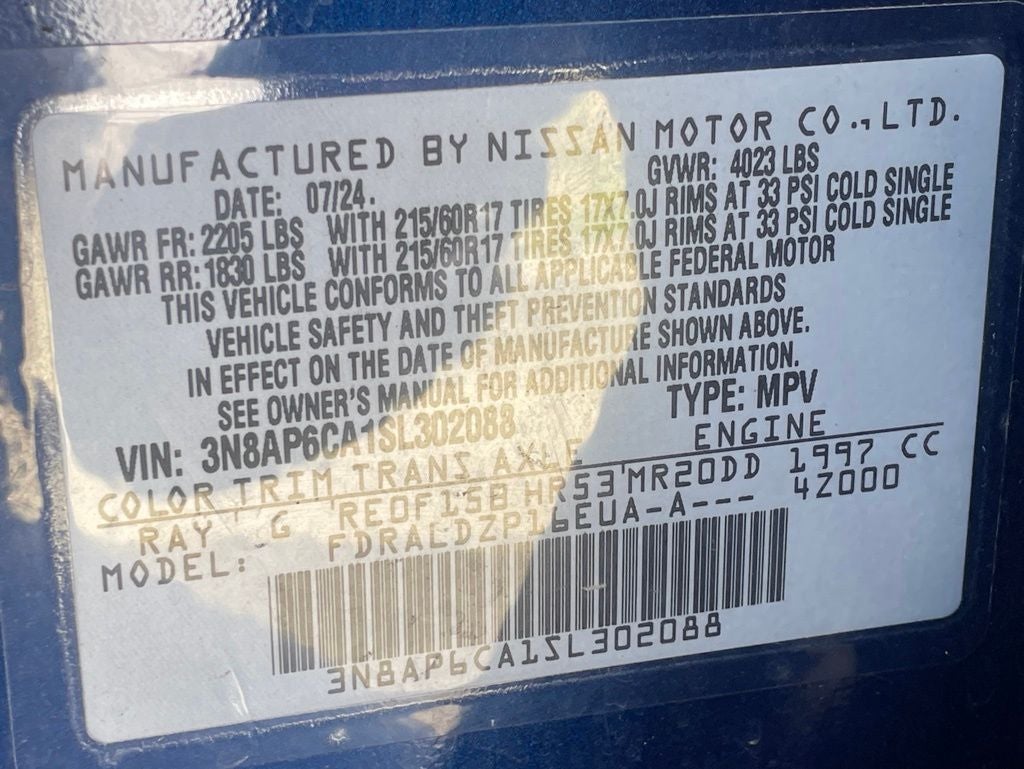 MANUFACTURED BY NISSAN MOTOR CO.,LTD.
DATE: 07/24. GVWR: 4023 LBS
GAWR FR: 2205 LBS WITH 215/60R17 TIRES 17X7.0J RIMS AT 33 PSI COLD SINGLE
GAWR RR: 1830 LBS WITH 215/60R17 TIRES 17X7.0J RIMS AT 33 PSI COLD SINGLE
THIS VEHICLE CONFORMS TO ALL APPLICABLE FEDERAL MOTOR
VEHICLE SAFETY AND THEFT PREVENTION STANDARDS
IN EFFECT ON THE DATE OF MANUFACTURE SHOWN ABOVE.
SEE OWNER'S MANUAL FOR ADDITIONAL INFORMATION.
VIN: 3N8AP6CA1SL302088 TYPE: MPV
COLOR TRIM TRANS AXLE ENGINE
RAY G RE0F15B HR53 MR20DD 1997 CC
MODEL: FDRALDZP16EUA-A--- 4Z000
3N8AP6CA1SL302088